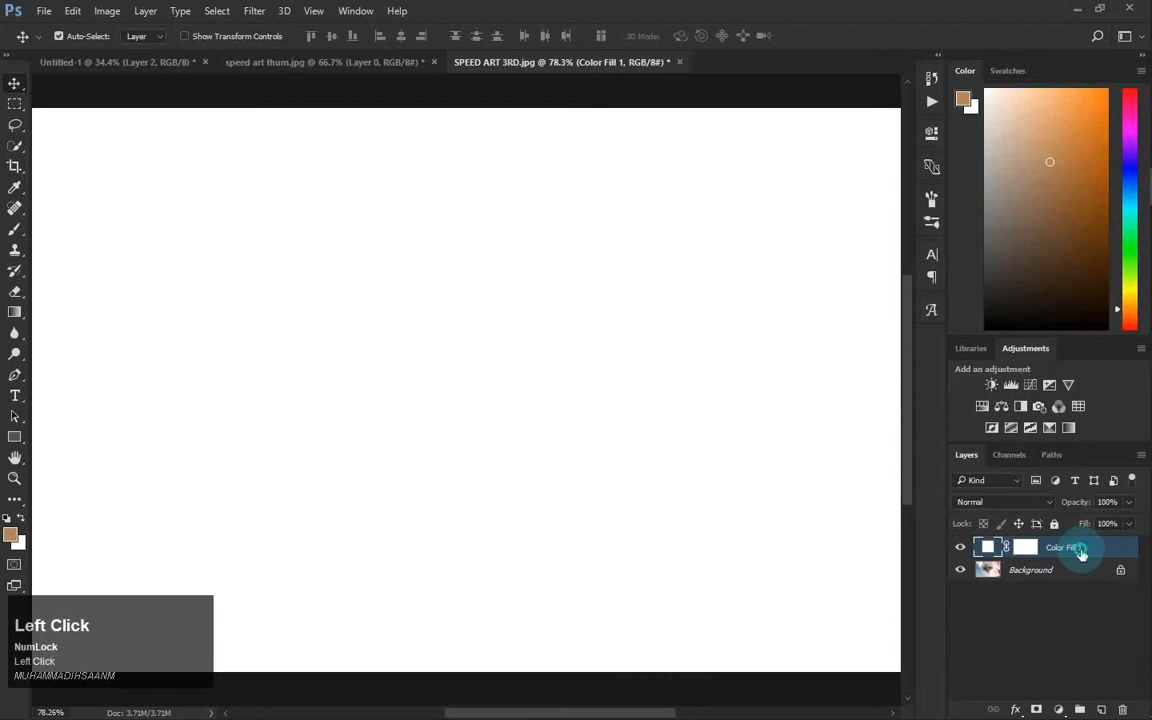 Ps File Edit Image Layer Type Select Filter 3D View Window Help
Auto-Select: Layer Show Transform Controls 3D Mode:
Untitled-1 @ 34.4% (Layer 2, RGB/8) * × speed art thum.jpg @ 66.7% (Layer 0, RGB/8#) * × SPEED ART 3RD.jpg @ 78.3% (Color Fill 1, RGB/8#) * ×
Color Swatches
Libraries Adjustments
Add an adjustment
Layers Channels Paths
Kind
Normal Opacity: 100%
Lock: Fill: 100%
Color Fill
Background
Left Click
NumLock
Left Click
MUHAMMADIHSAANM
78.26% Doc: 3.71M/3.71M